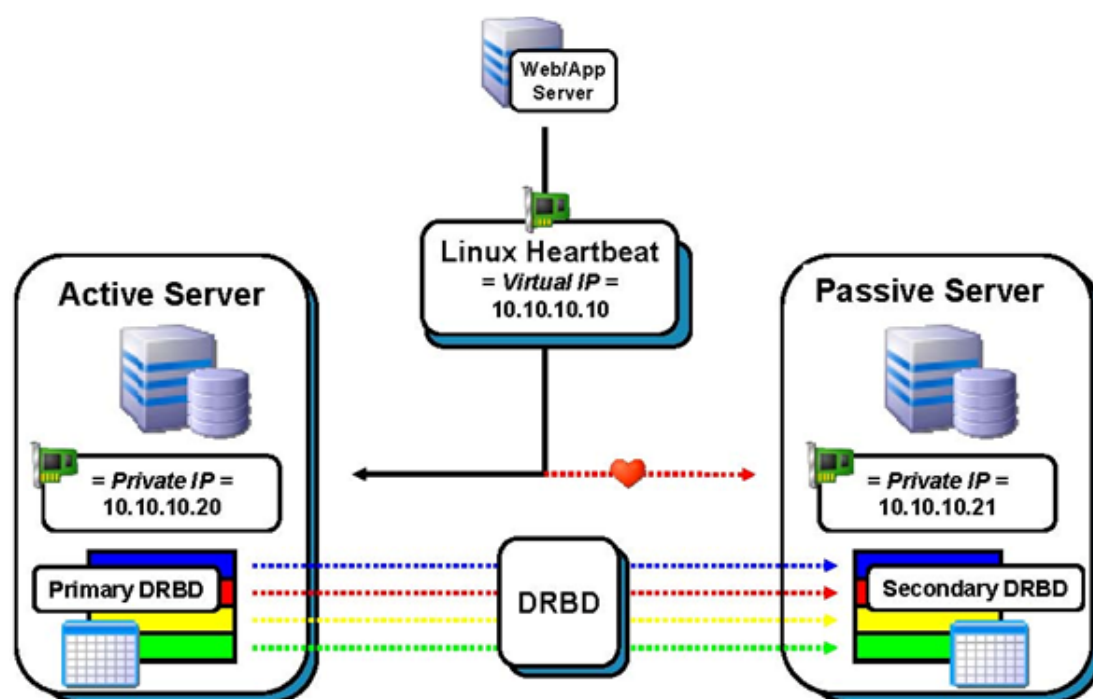 Web/App
Server
Linux Heartbeat
= Virtual IP =
10.10.10.10
Active Server
= Private IP =
10.10.10.20
Primary DRBD
DRBD
Passive Server
= Private IP =
10.10.10.21
Secondary DRBD